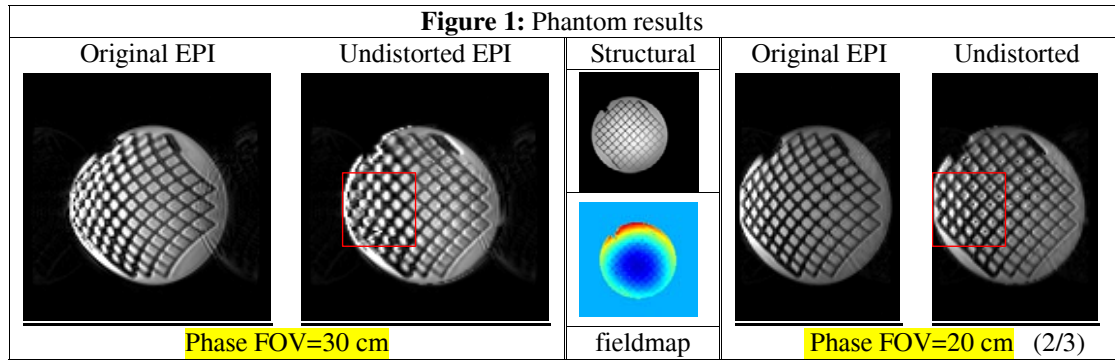 Figure 1: Phantom results
Original EPI
Undistorted EPI
Structural
Original EPI
Undistorted
Phase FOV=30 cm
fieldmap
Phase FOV=20 cm (2/3)